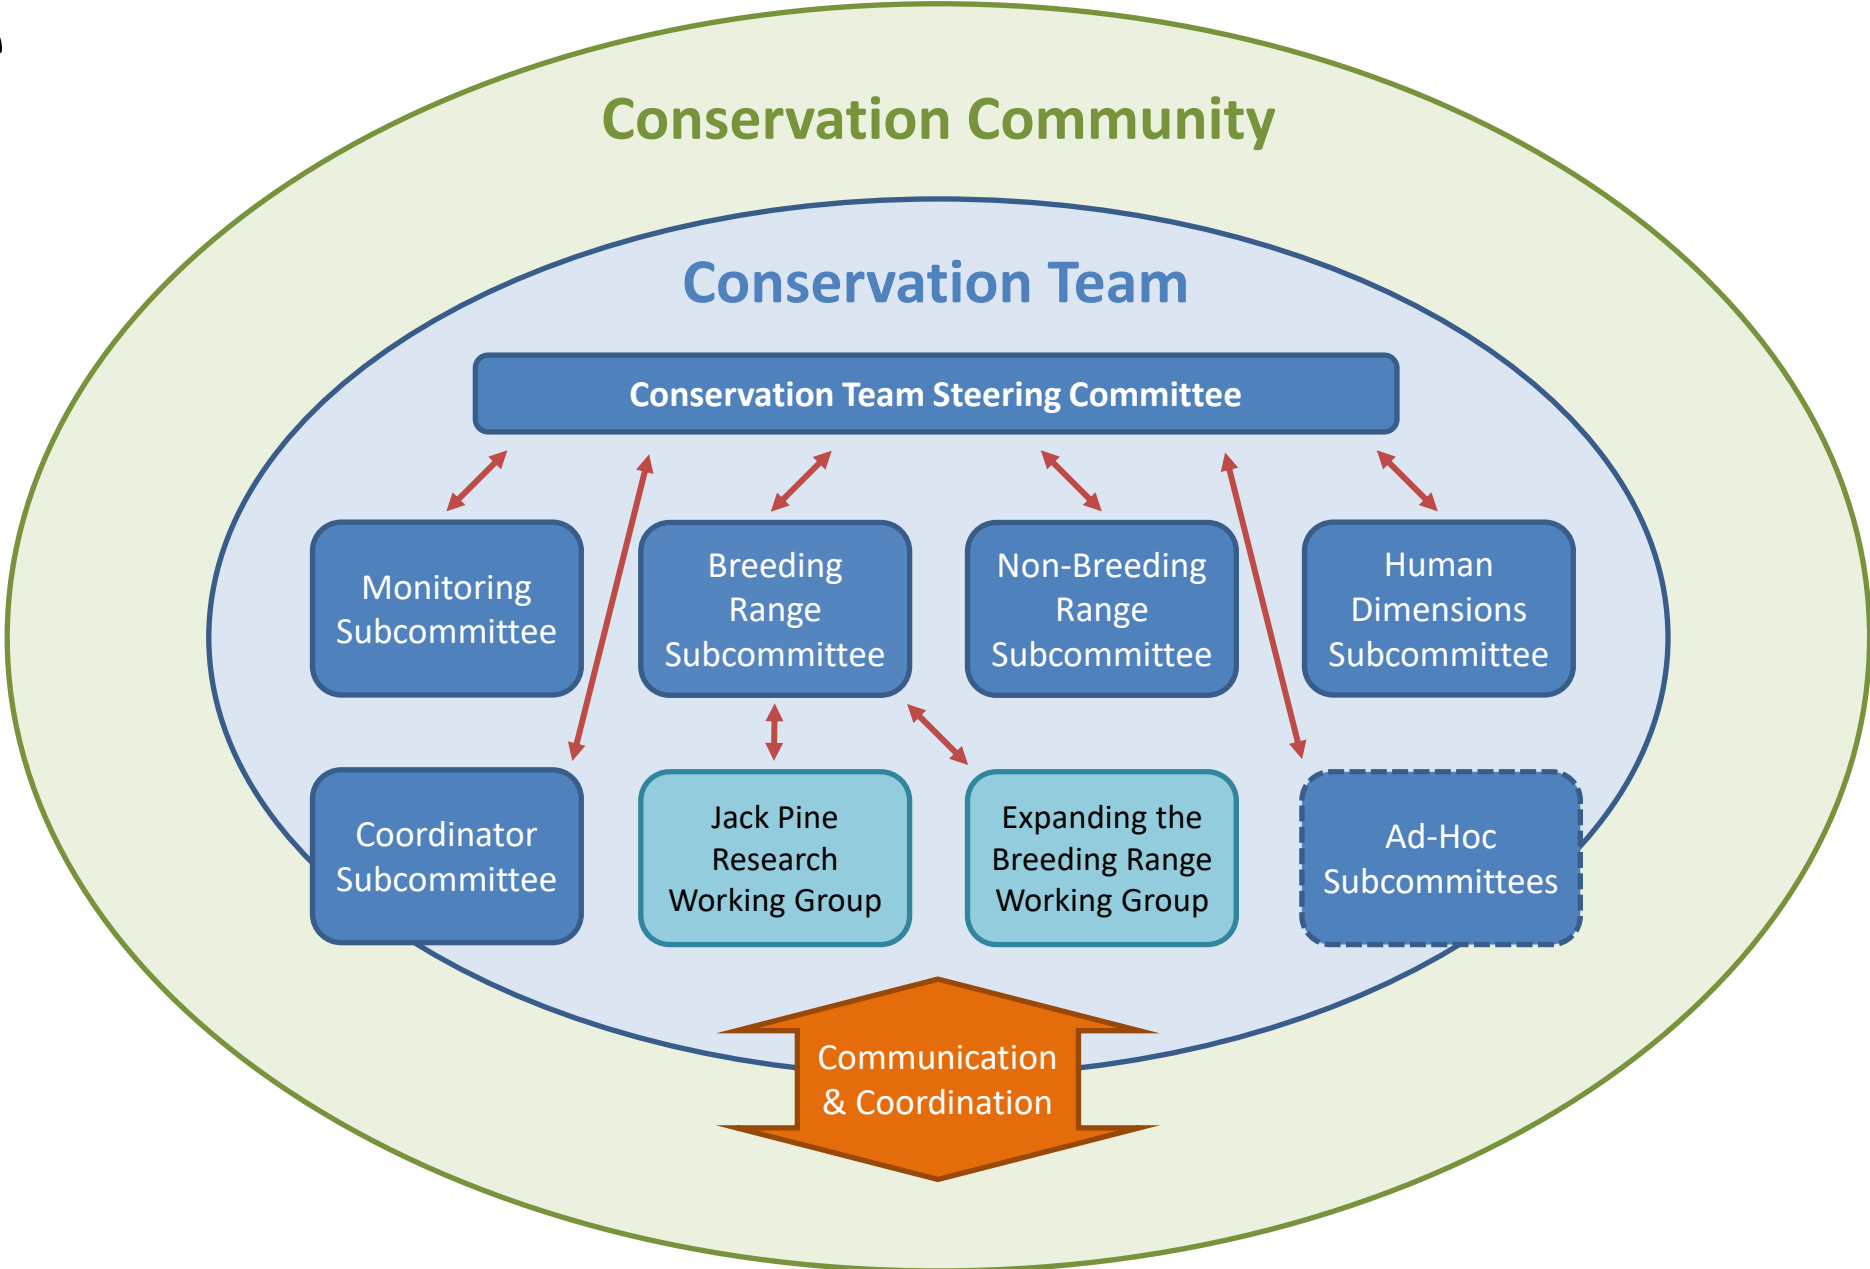 Conservation Community
Conservation Team
Conservation Team Steering Committee
Monitoring
Subcommittee
Breeding
Range
Subcommittee
Non-Breeding
Range
Subcommittee
Human
Dimensions
Subcommittee
Coordinator
Subcommittee
Jack Pine
Research
Working Group
Expanding the
Breeding Range
Working Group
Ad-Hoc
Subcommittees
Communication
& Coordination